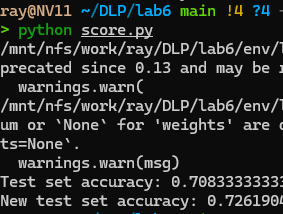 ray@NV11 ~/DLP/lab6 main !4 ?4
> python score.py
/mnt/nfs/work/ray/DLP/lab6/env/l
precated since 0.13 and may be r
warnings.warn(
/mnt/nfs/work/ray/DLP/lab6/env/l
um or `None` for 'weights' are d
ts=None`.
warnings.warn(msg)
Test set accuracy: 0.70833333333
New test set accuracy: 0.7261904